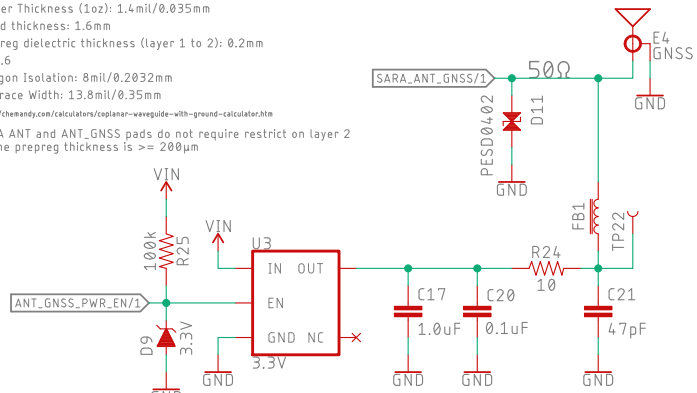 er Thickness (1oz): 1.4mil/0.035mm
d thickness: 1.6mm
reg dielectric thickness (layer 1 to 2): 0.2mm
.6
gon Isolation: 8mil/0.2032mm
race Width: 13.8mil/0.35mm
/chemandy.com/calculators/coplanar-waveguide-with-ground-calculator.htm
A ANT and ANT_GNSS pads do not require restrict on layer 2
ne prepreg thickness is >= 200µm
E4
GNSS
GND
SARA_ANT_GNSS/1
50Ω
PESD0402
D11
GND
VIN
100k
R25
VIN
U3
IN OUT
EN
GND NC
3.3V
ANT_GNSS_PWR_EN/1
D9
3.3V
GND
GND
C17
1.0uF
GND
C20
0.1uF
GND
R24
10
FB1
TP22
C21
47pF
GND